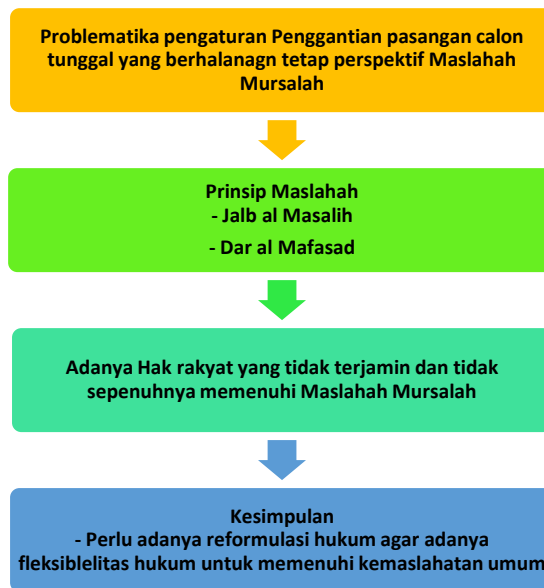 Problematika pengaturan Penggantian pasangan calon
tunggal yang berhalanagn tetap perspektif Maslahah
Mursalah
Prinsip Maslahah
- Jalb al Masalih
- Dar al Mafasad
Adanya Hak rakyat yang tidak terjamin dan tidak
sepenuhnya memenuhi Maslahah Mursalah
Kesimpulan
- Perlu adanya reformulasi hukum agar adanya
fleksiblelitas hukum untuk memenuhi kemaslahatan umum